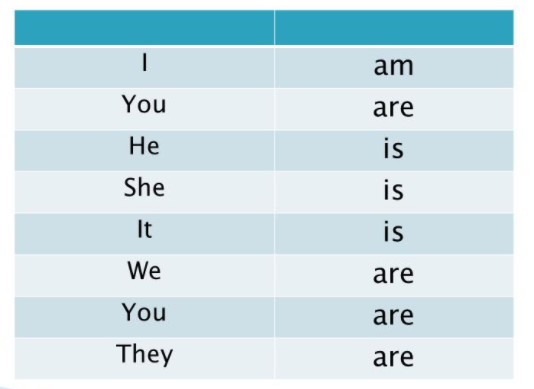 I am
You are
He is
She is
It is
We are
You are
They are